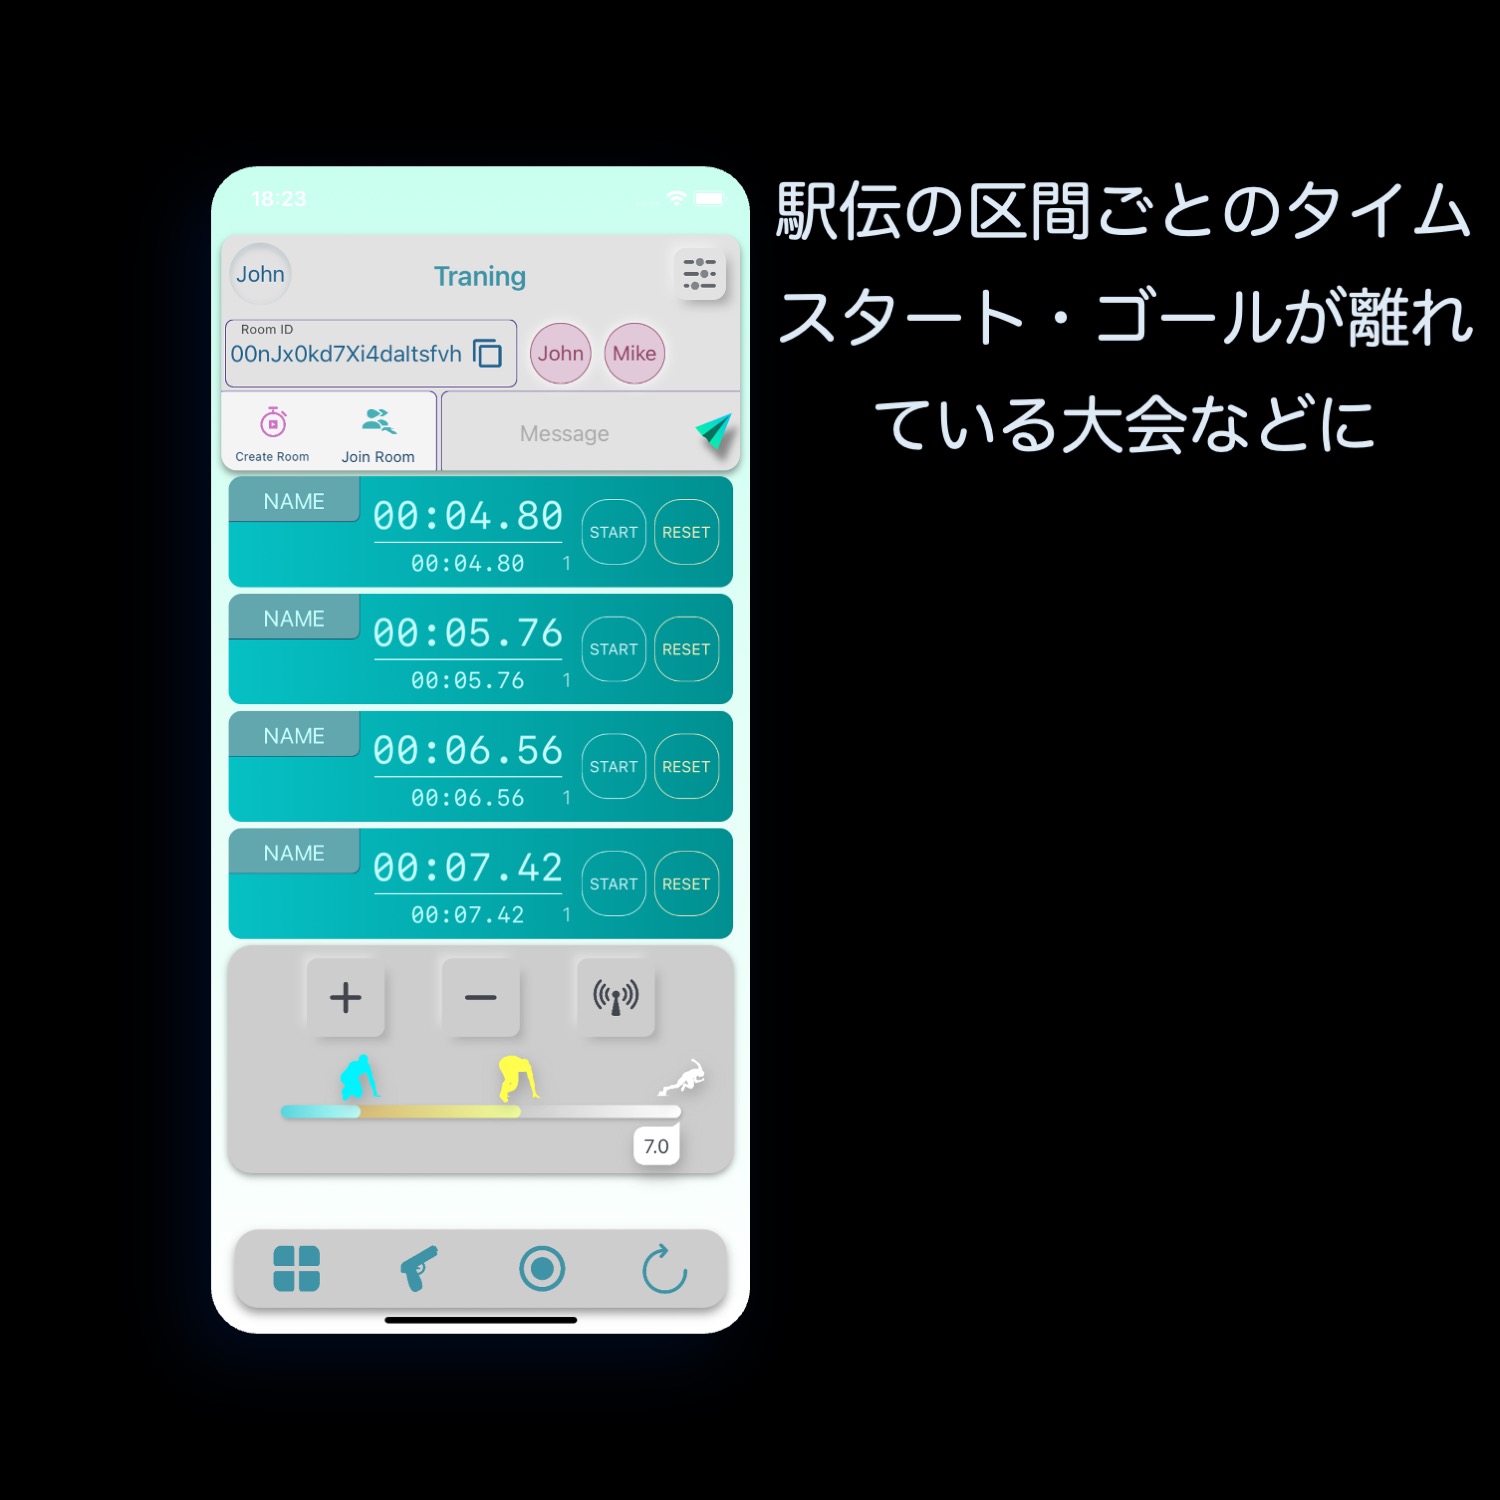 18:23
駅伝の区間ごとのタイム
スタート・ゴールが離れ
ている大会などに
John
Traning
Room ID
00nJx0kd7Xi4daltsfvh
John
Mike
Create Room
Join Room
Message
NAME
00:04.80
START
RESET
00:04.80 1
NAME
00:05.76
START
RESET
00:05.76 1
NAME
00:06.56
START
RESET
00:06.56 1
NAME
00:07.42
START
RESET
00:07.42 1
7.0